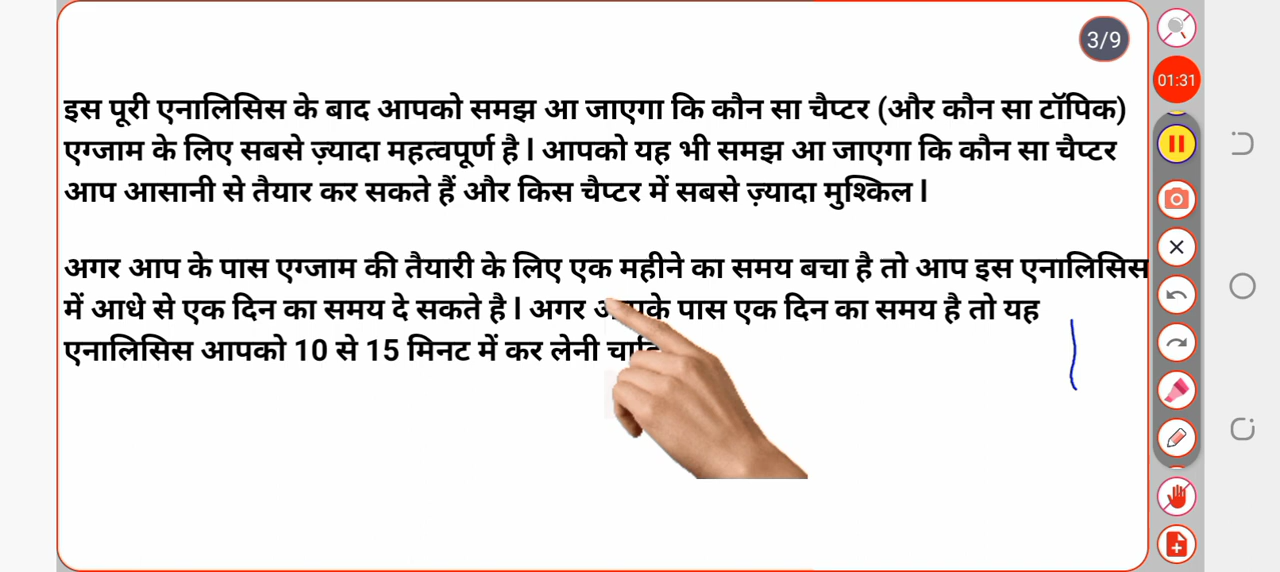 3/9
01:31
इस पूरी एनालिसिस के बाद आपको समझ आ जाएगा कि कौन सा चैप्टर (और कौन सा टॉपिक)
एग्जाम के लिए सबसे ज़्यादा महत्वपूर्ण है। आपको यह भी समझ आ जाएगा कि कौन सा चैप्टर
आप आसानी से तैयार कर सकते हैं और किस चैप्टर में सबसे ज़्यादा मुश्किल।
अगर आप के पास एग्जाम की तैयारी के लिए एक महीने का समय बचा है तो आप इस एनालिसिस
में आधे से एक दिन का समय दे सकते है। अगर पास एक दिन का समय है तो यह
एनालिसिस आपको 10 से 15 मिनट में कर लेनी